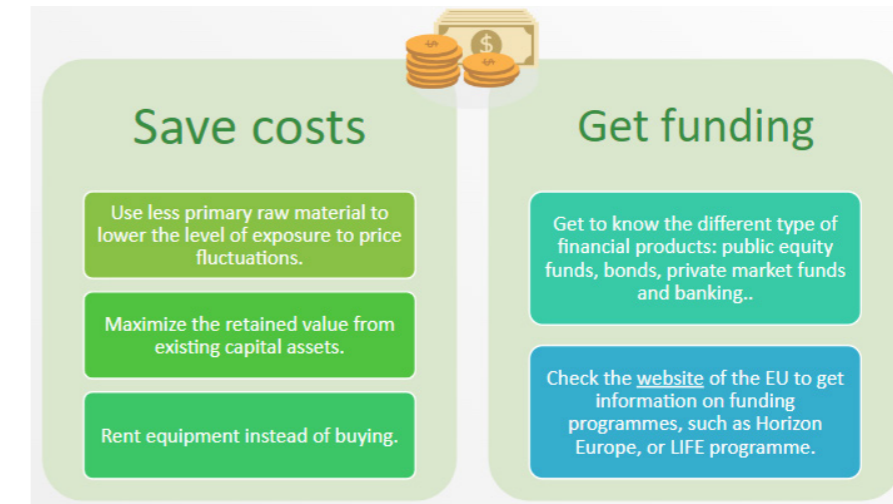 Save costs
Use less primary raw material to
lower the level of exposure to price
fluctuations.
Maximize the retained value from
existing capital assets.
Rent equipment instead of buying.
Get funding
Get to know the different type of
financial products: public equity
funds, bonds, private market funds
and banking..
Check the website of the EU to get
information on funding
programmes, such as Horizon
Europe, or LIFE programme.